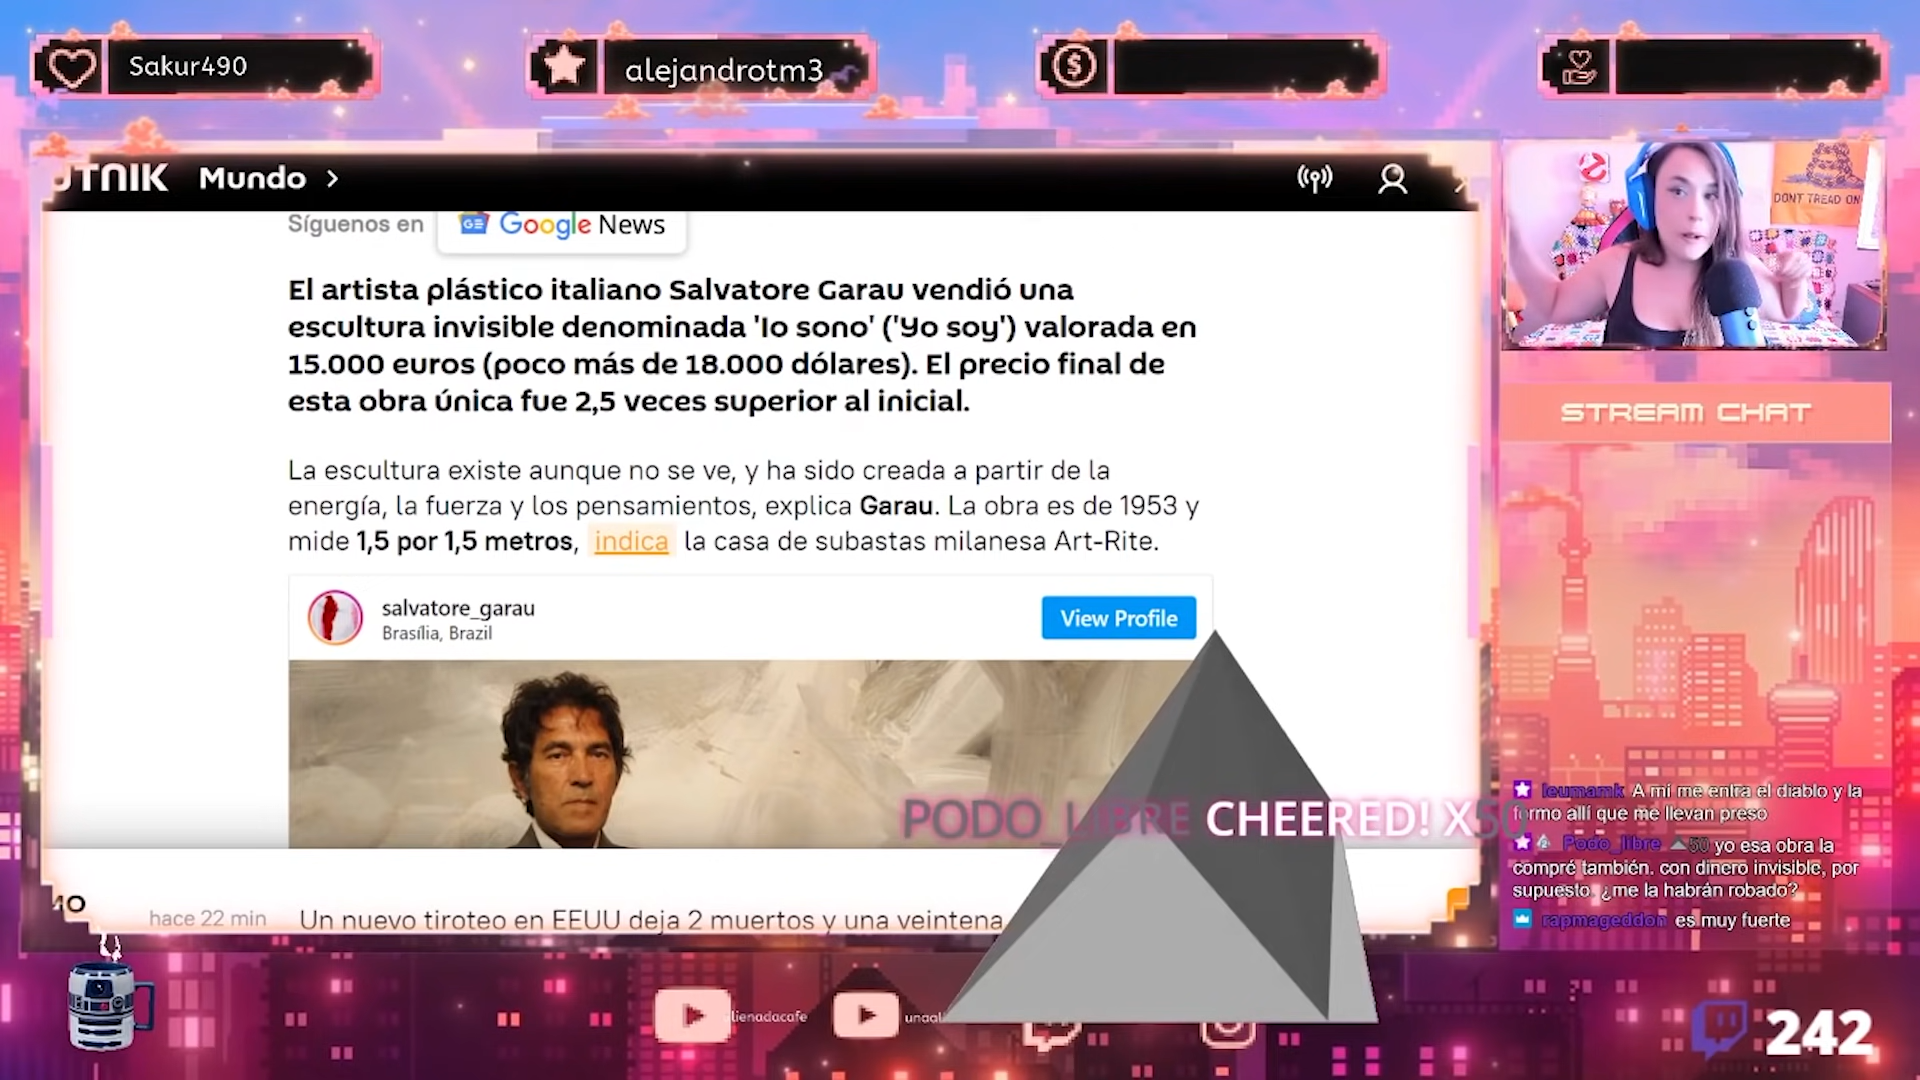 Sakur490
alejandrotm3
UTNIK Mundo
Síguenos en
GE Google News
El artista plástico italiano Salvatore Garau vendió una
escultura invisible denominada 'Io sono' ('Yo soy') valorada en
15.000 euros (poco más de 18.000 dólares). El precio final de
esta obra única fue 2,5 veces superior al inicial.
La escultura existe aunque no se ve, y ha sido creada a partir de la
energía, la fuerza y los pensamientos, explica Garau. La obra es de 1953 y
mide 1,5 por 1,5 metros, indica la casa de subastas milanesa Art-Rite.
salvatore_garau
Brasília, Brazil
View Profile
PODO_LIBRE CHEERED! X50
hace 22 min
Un nuevo tiroteo en EEUU deja 2 muertos y una veintena
DONT TREAD ON
STREAM CHAT
leumamk A mí me entra el diablo y la
formo allí que me llevan preso
Podo_libre 50 yo esa obra la
compré también. con dinero invisible, por
supuesto. ¿me la habrán robado?
rapmageddon es muy fuerte
lienadacafe
unaali
242